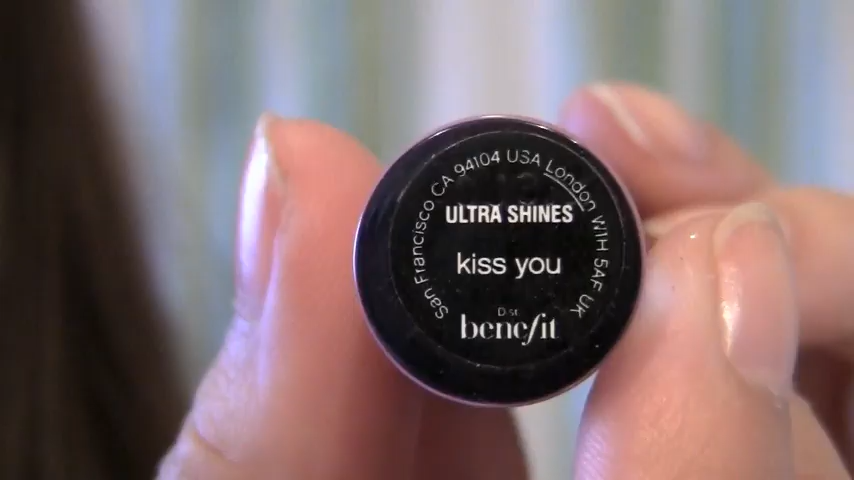 San Francisco CA 94104 USA London W1H 5AF UK
ULTRA SHINES
kiss you
Dist.
benefit